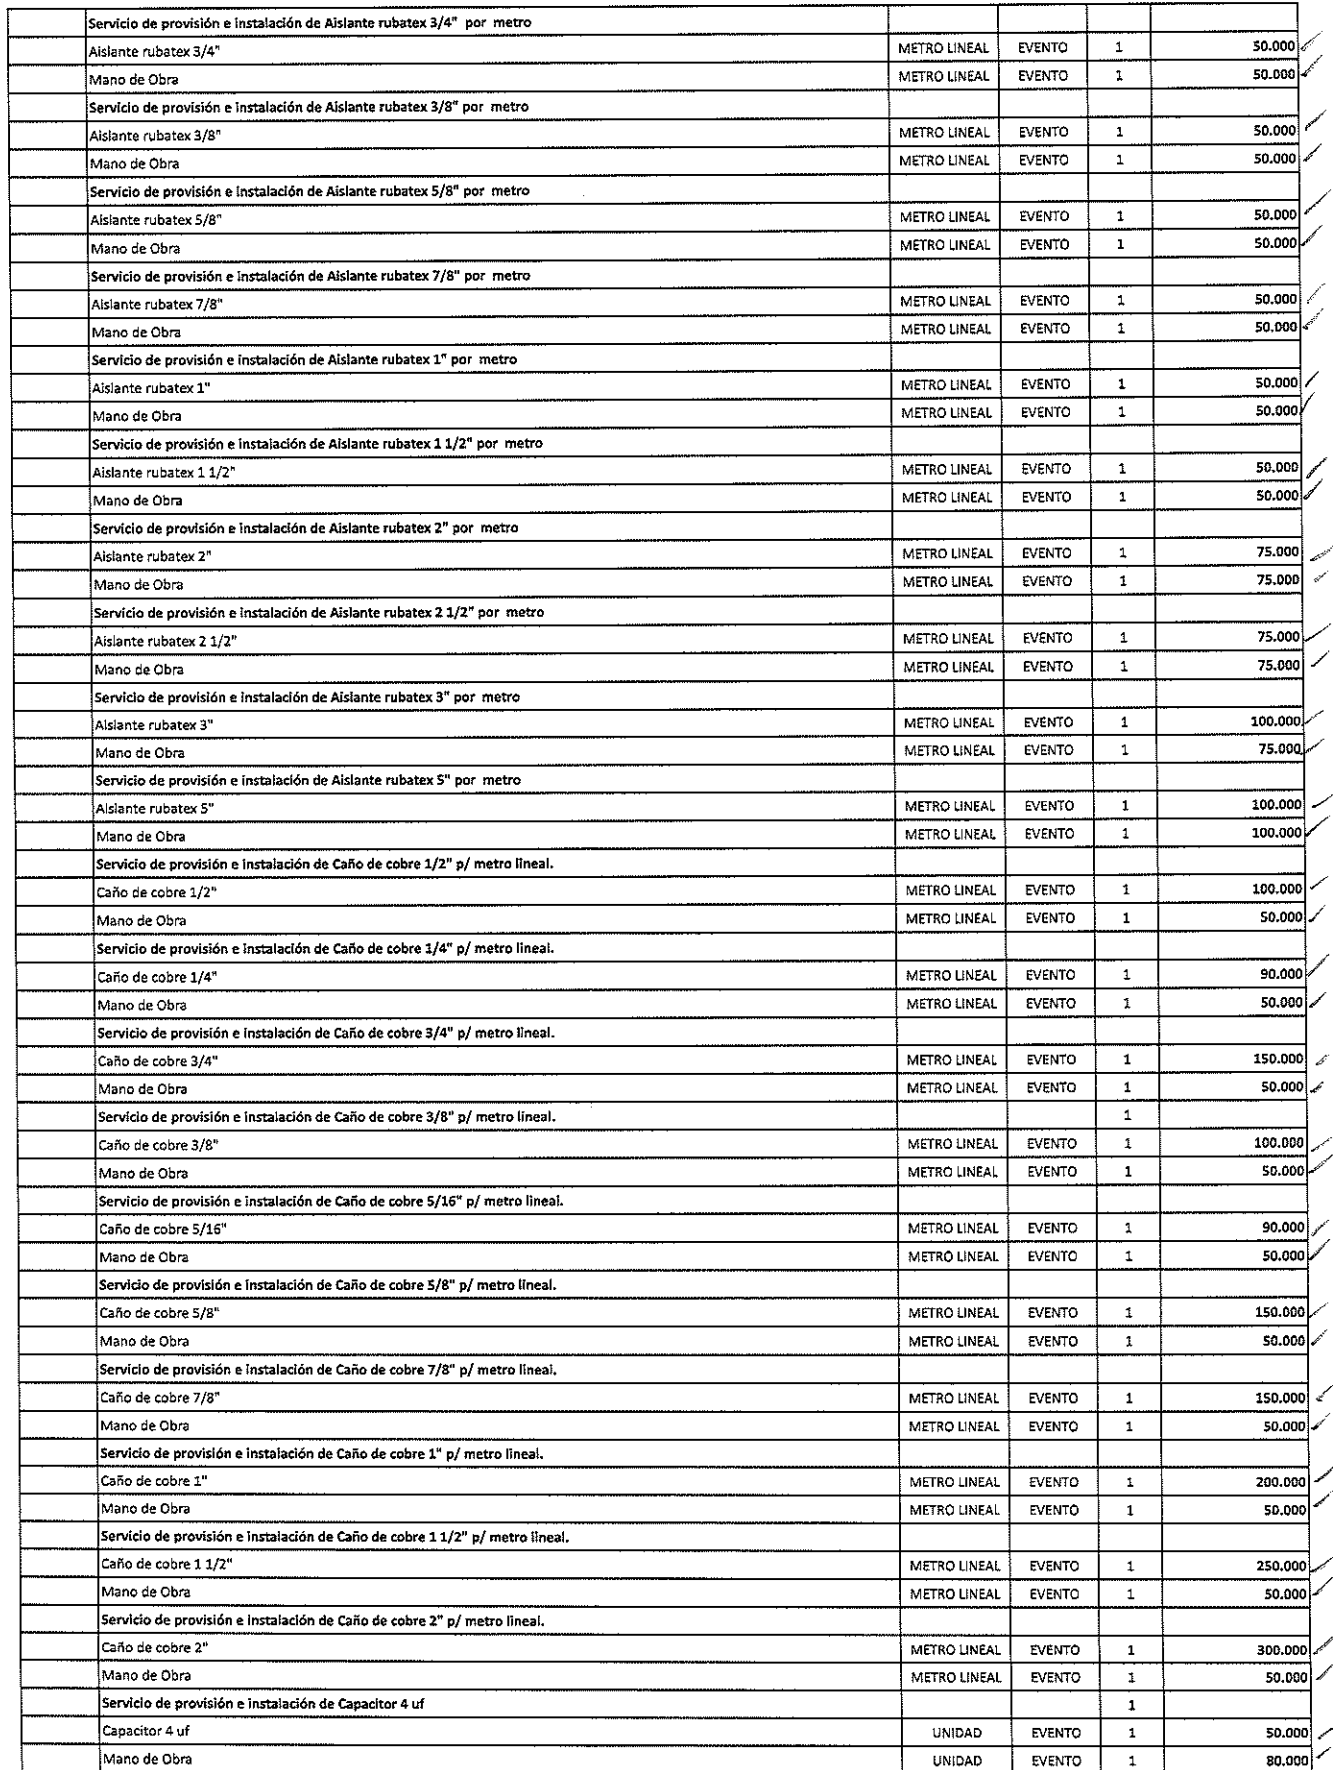 Servicio de provisión e instalación de Aislante rubatex 3/4" por metro
Aislante rubatex 3/4" METRO LINEAL EVENTO 1 50.000
Mano de Obra METRO LINEAL EVENTO 1 50.000
Servicio de provisión e instalación de Aislante rubatex 3/8" por metro
Aislante rubatex 3/8" METRO LINEAL EVENTO 1 50.000
Mano de Obra METRO LINEAL EVENTO 1 50.000
Servicio de provisión e instalación de Aislante rubatex 5/8" por metro
Aislante rubatex 5/8" METRO LINEAL EVENTO 1 50.000
Mano de Obra METRO LINEAL EVENTO 1 50.000
Servicio de provisión e instalación de Aislante rubatex 7/8" por metro
Aislante rubatex 7/8" METRO LINEAL EVENTO 1 50.000
Mano de Obra METRO LINEAL EVENTO 1 50.000
Servicio de provisión e instalación de Aislante rubatex 1" por metro
Aislante rubatex 1" METRO LINEAL EVENTO 1 50.000
Mano de Obra METRO LINEAL EVENTO 1 50.000
Servicio de provisión e instalación de Aislante rubatex 1 1/2" por metro
Aislante rubatex 1 1/2" METRO LINEAL EVENTO 1 50.000
Mano de Obra METRO LINEAL EVENTO 1 50.000
Servicio de provisión e instalación de Aislante rubatex 2" por metro
Aislante rubatex 2" METRO LINEAL EVENTO 1 75.000
Mano de Obra METRO LINEAL EVENTO 1 75.000
Servicio de provisión e instalación de Aislante rubatex 2 1/2" por metro
Aislante rubatex 2 1/2" METRO LINEAL EVENTO 1 75.000
Mano de Obra METRO LINEAL EVENTO 1 75.000
Servicio de provisión e instalación de Aislante rubatex 3" por metro
Aislante rubatex 3" METRO LINEAL EVENTO 1 100.000
Mano de Obra METRO LINEAL EVENTO 1 75.000
Servicio de provisión e instalación de Aislante rubatex 5" por metro
Aislante rubatex 5" METRO LINEAL EVENTO 1 100.000
Mano de Obra METRO LINEAL EVENTO 1 100.000
Servicio de provisión e instalación de Caño de cobre 1/2" p/ metro lineal.
Caño de cobre 1/2" METRO LINEAL EVENTO 1 100.000
Mano de Obra METRO LINEAL EVENTO 1 50.000
Servicio de provisión e instalación de Caño de cobre 1/4" p/ metro lineal.
Caño de cobre 1/4" METRO LINEAL EVENTO 1 90.000
Mano de Obra METRO LINEAL EVENTO 1 50.000
Servicio de provisión e instalación de Caño de cobre 3/4" p/ metro lineal.
Caño de cobre 3/4" METRO LINEAL EVENTO 1 150.000
Mano de Obra METRO LINEAL EVENTO 1 50.000
Servicio de provisión e instalación de Caño de cobre 3/8" p/ metro lineal. 1
Caño de cobre 3/8" METRO LINEAL EVENTO 1 100.000
Mano de Obra METRO LINEAL EVENTO 1 50.000
Servicio de provisión e instalación de Caño de cobre 5/16" p/ metro lineal.
Caño de cobre 5/16" METRO LINEAL EVENTO 1 90.000
Mano de Obra METRO LINEAL EVENTO 1 50.000
Servicio de provisión e instalación de Caño de cobre 5/8" p/ metro lineal.
Caño de cobre 5/8" METRO LINEAL EVENTO 1 150.000
Mano de Obra METRO LINEAL EVENTO 1 50.000
Servicio de provisión e instalación de Caño de cobre 7/8" p/ metro lineal.
Caño de cobre 7/8" METRO LINEAL EVENTO 1 150.000
Mano de Obra METRO LINEAL EVENTO 1 50.000
Servicio de provisión e instalación de Caño de cobre 1" p/ metro lineal.
Caño de cobre 1" METRO LINEAL EVENTO 1 200.000
Mano de Obra METRO LINEAL EVENTO 1 50.000
Servicio de provisión e instalación de Caño de cobre 1 1/2" p/ metro lineal.
Caño de cobre 1 1/2" METRO LINEAL EVENTO 1 250.000
Mano de Obra METRO LINEAL EVENTO 1 50.000
Servicio de provisión e instalación de Caño de cobre 2" p/ metro lineal.
Caño de cobre 2" METRO LINEAL EVENTO 1 300.000
Mano de Obra METRO LINEAL EVENTO 1 50.000
Servicio de provisión e instalación de Capacitor 4 uf 1
Capacitor 4 uf UNIDAD EVENTO 1 50.000
Mano de Obra UNIDAD EVENTO 1 80.000